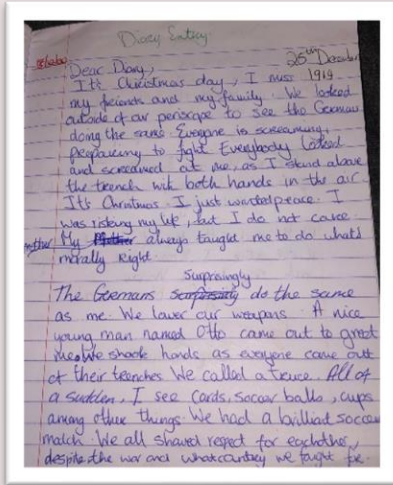 Diary Entry
25th December
Dear Diary, 1919
It's Christmas day, I miss
my friends and my family. We looked
outside of our periscope to see the German
doing the same. Everyone is screaming,
preparing to fight. Everybody looked
and screamed at me, as I stand above
the trench with both hands in the air
It's Christmas. I just wanted peace. I
was risking my life, but I do not care.
mother My always taught me to do what's
morally right.
Surprisingly
The Germans do the same
as me. We lower our weapons. A nice
young man named Otto came out to greet
me. We shook hands as everyone came out
of their trenches. We called a truce. All of
a sudden, I see cards, soccer balls, cups
among other things. We had a brilliant soccer
match. We all shared respect for eachother,
despite the war and what country we fought for.